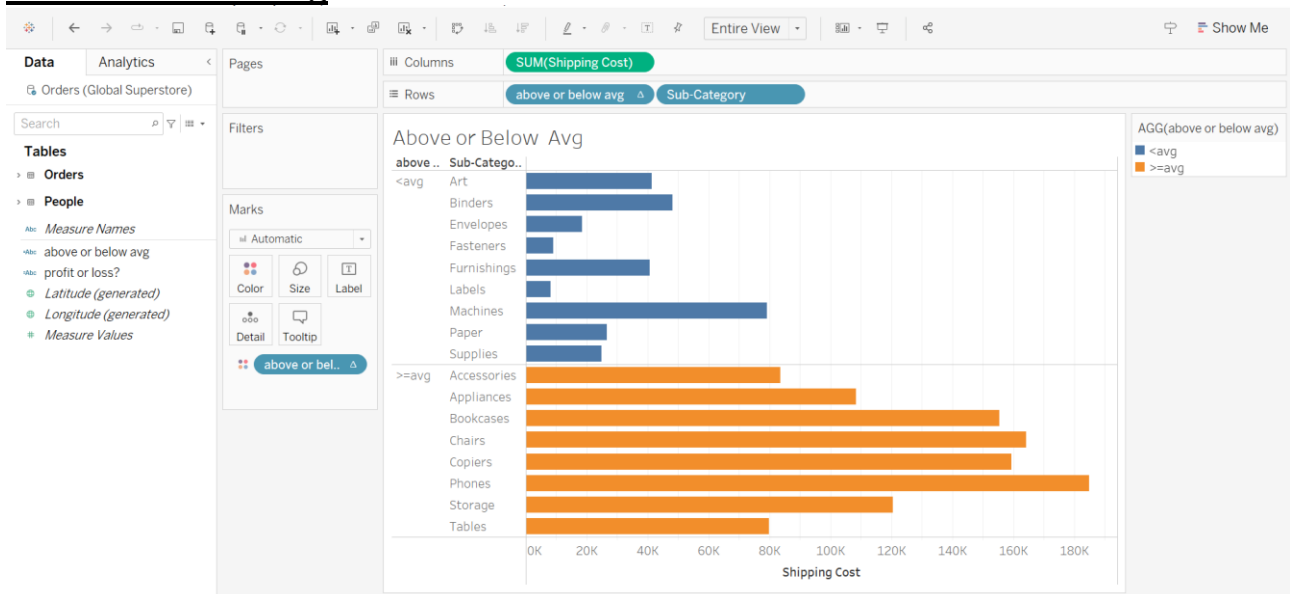 Entire View
Show Me
Data
Analytics
Orders (Global Superstore)
Search
Tables
Orders
People
Abc Measure Names
=Abc above or below avg
=Abc profit or loss?
Latitude (generated)
Longitude (generated)
# Measure Values
Pages
Filters
Marks
Automatic
Color
Size
T
Label
Detail
Tooltip
above or bel.. Δ
iii Columns
SUM(Shipping Cost)
Rows
above or below avg Δ
Sub-Category
Above or Below Avg
above .. Sub-Catego..
<avg Art
Binders
Envelopes
Fasteners
Furnishings
Labels
Machines
Paper
Supplies
>=avg Accessories
Appliances
Bookcases
Chairs
Copiers
Phones
Storage
Tables
0K 20K 40K 60K 80K 100K 120K 140K 160K 180K
Shipping Cost
AGG(above or below avg)
<avg
>=avg